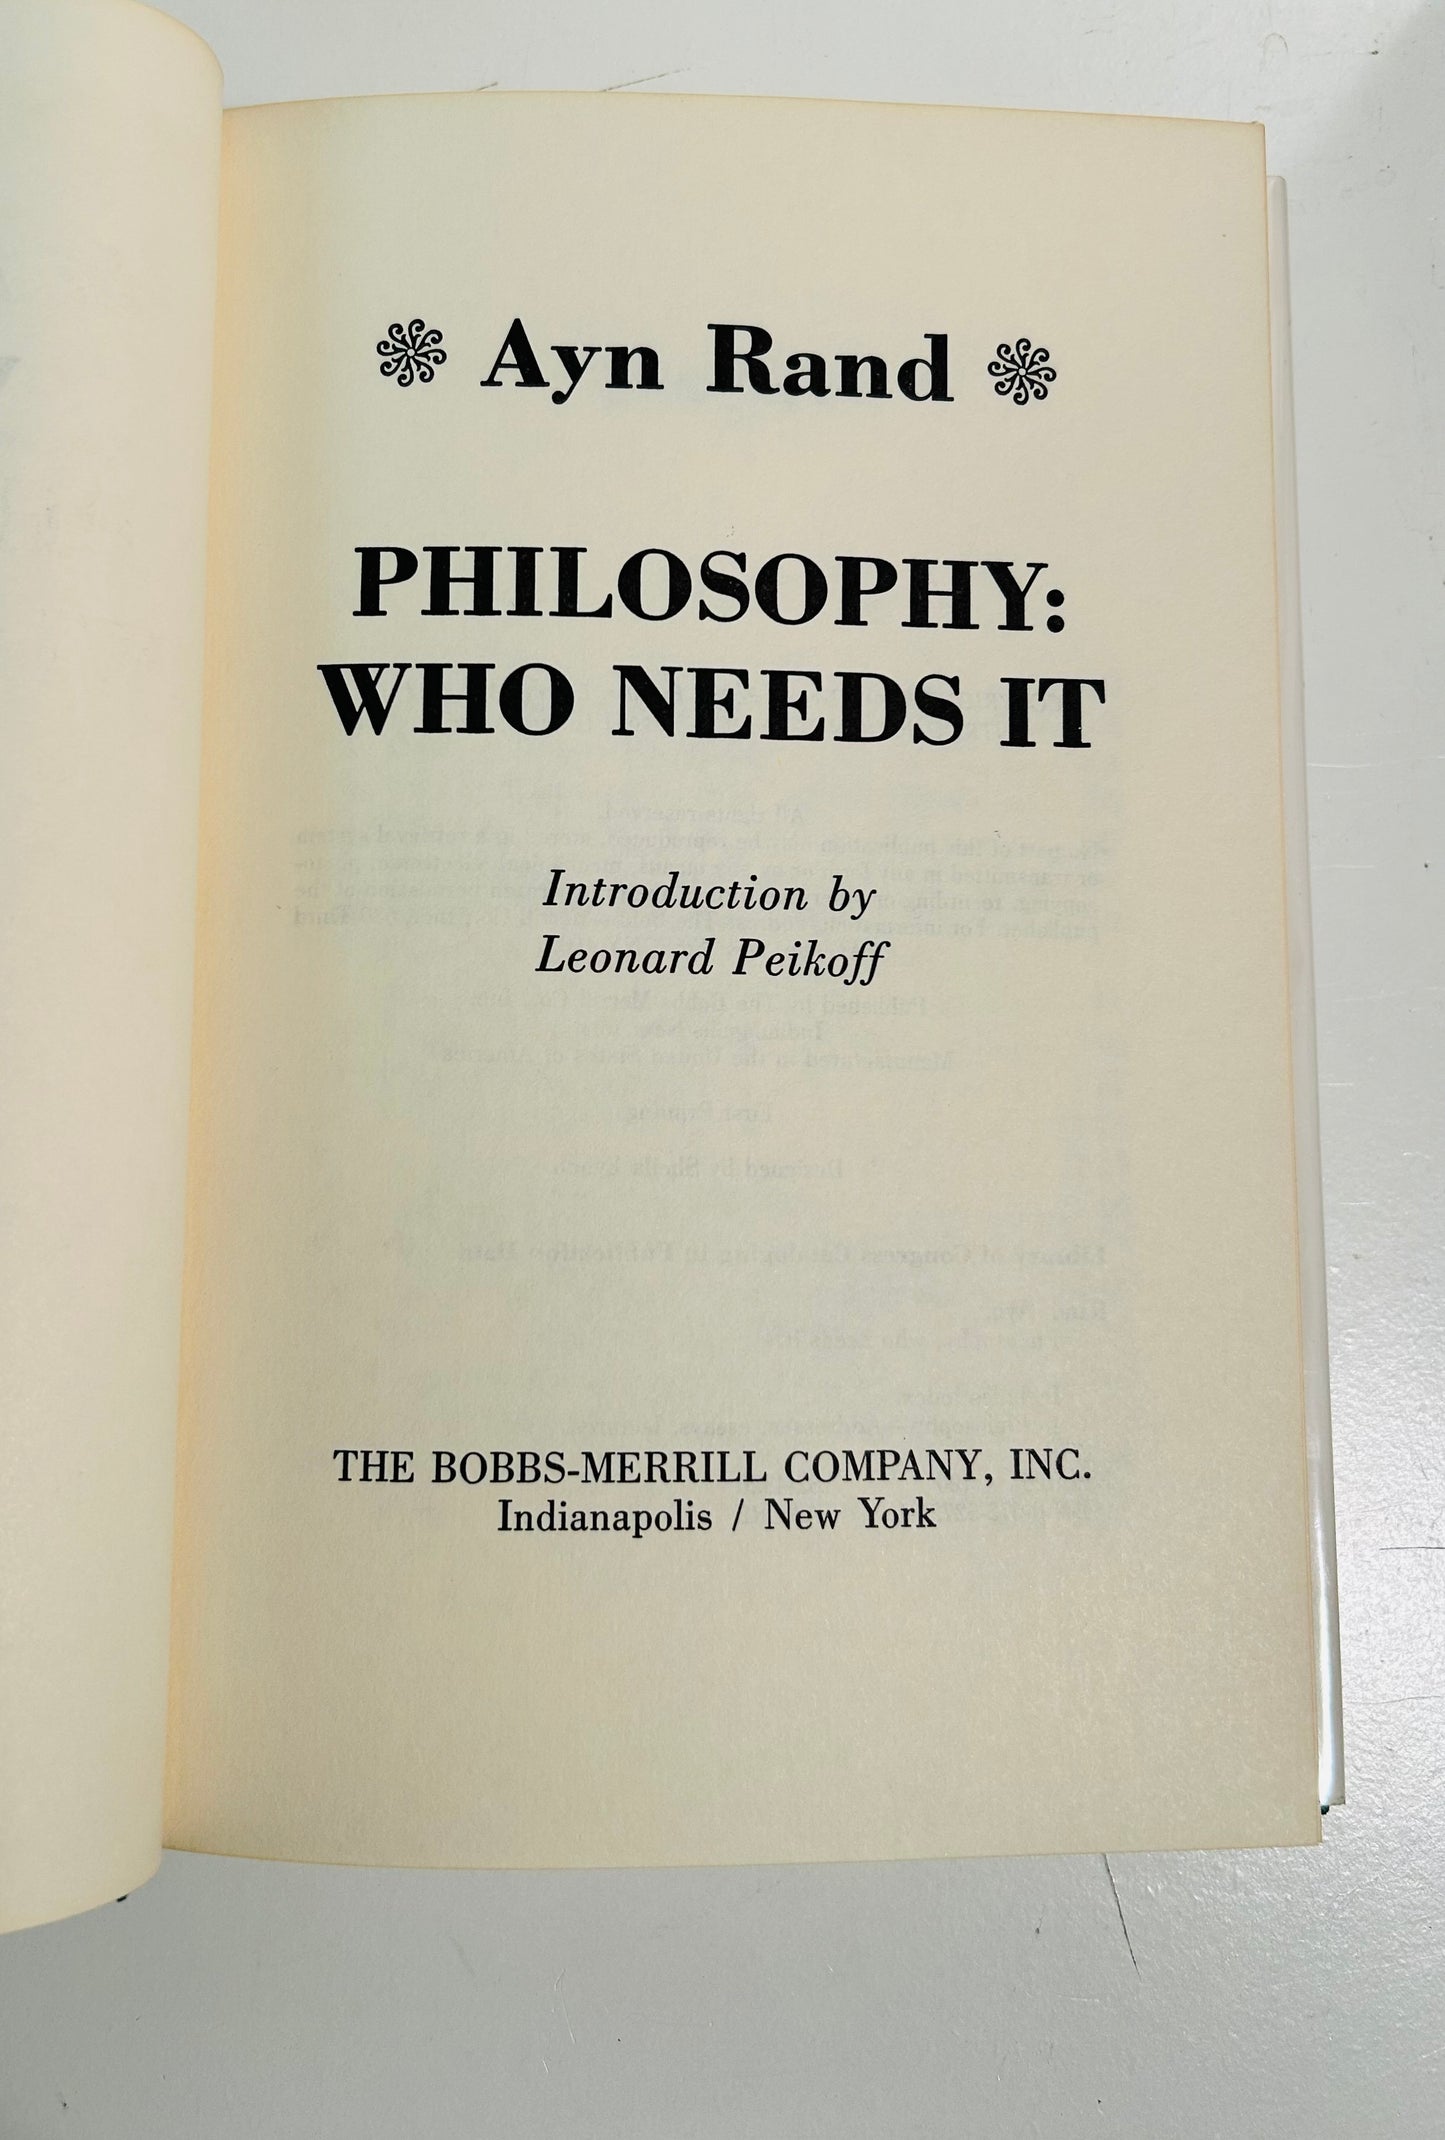 Ayn Rand
PHILOSOPHY:
WHO NEEDS IT
Introduction by
Leonard Peikoff
THE BOBBS-MERRILL COMPANY, INC.
Indianapolis / New York